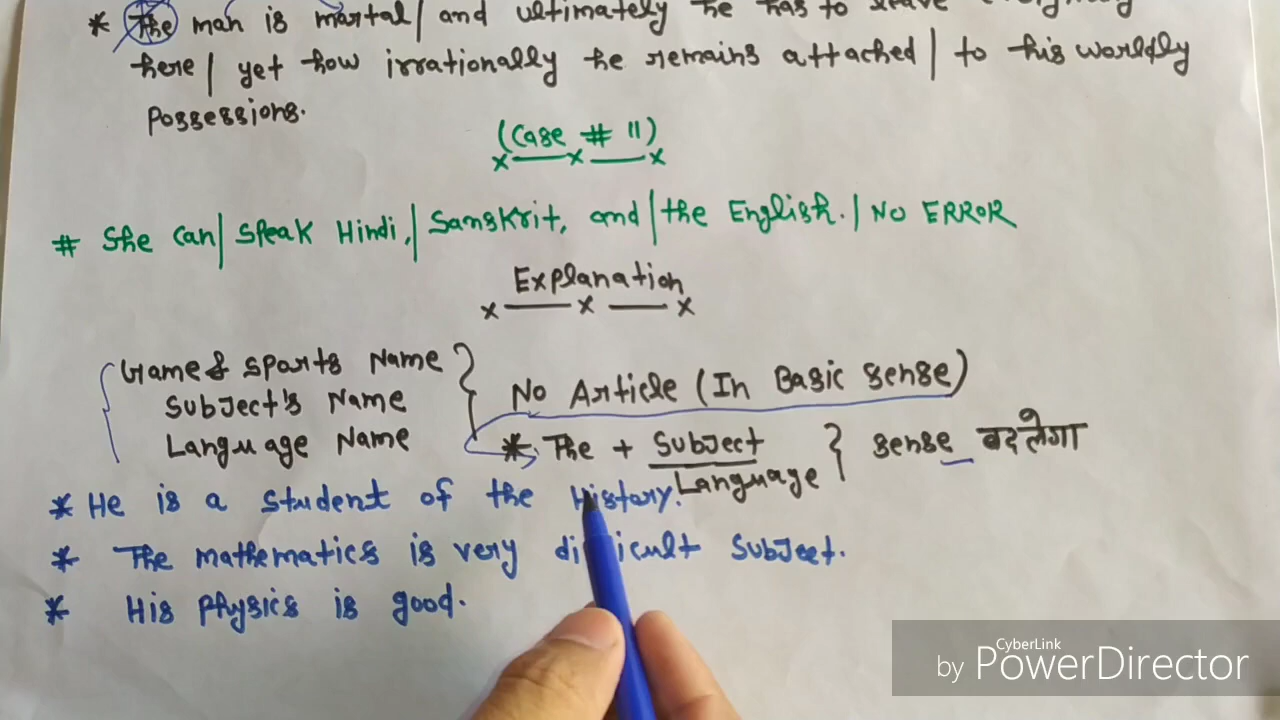 * The man is mortal / and ultimately he has to leave
here / yet how irrationally he remains attached / to his worldly
possessions.
(Case # 11)
x — x — x
# She can / speak Hindi, / Sanskrit, and / the English. / NO ERROR
Explanation
x — x — x
Game & sports Name
Subject's Name
Language Name
No Article (In Basic sense)
* The + Subject
Language
sense बदलेगा
* He is a student of the History.
* The mathematics is very difficult subject.
* His physics is good.
CyberLink
by PowerDirector